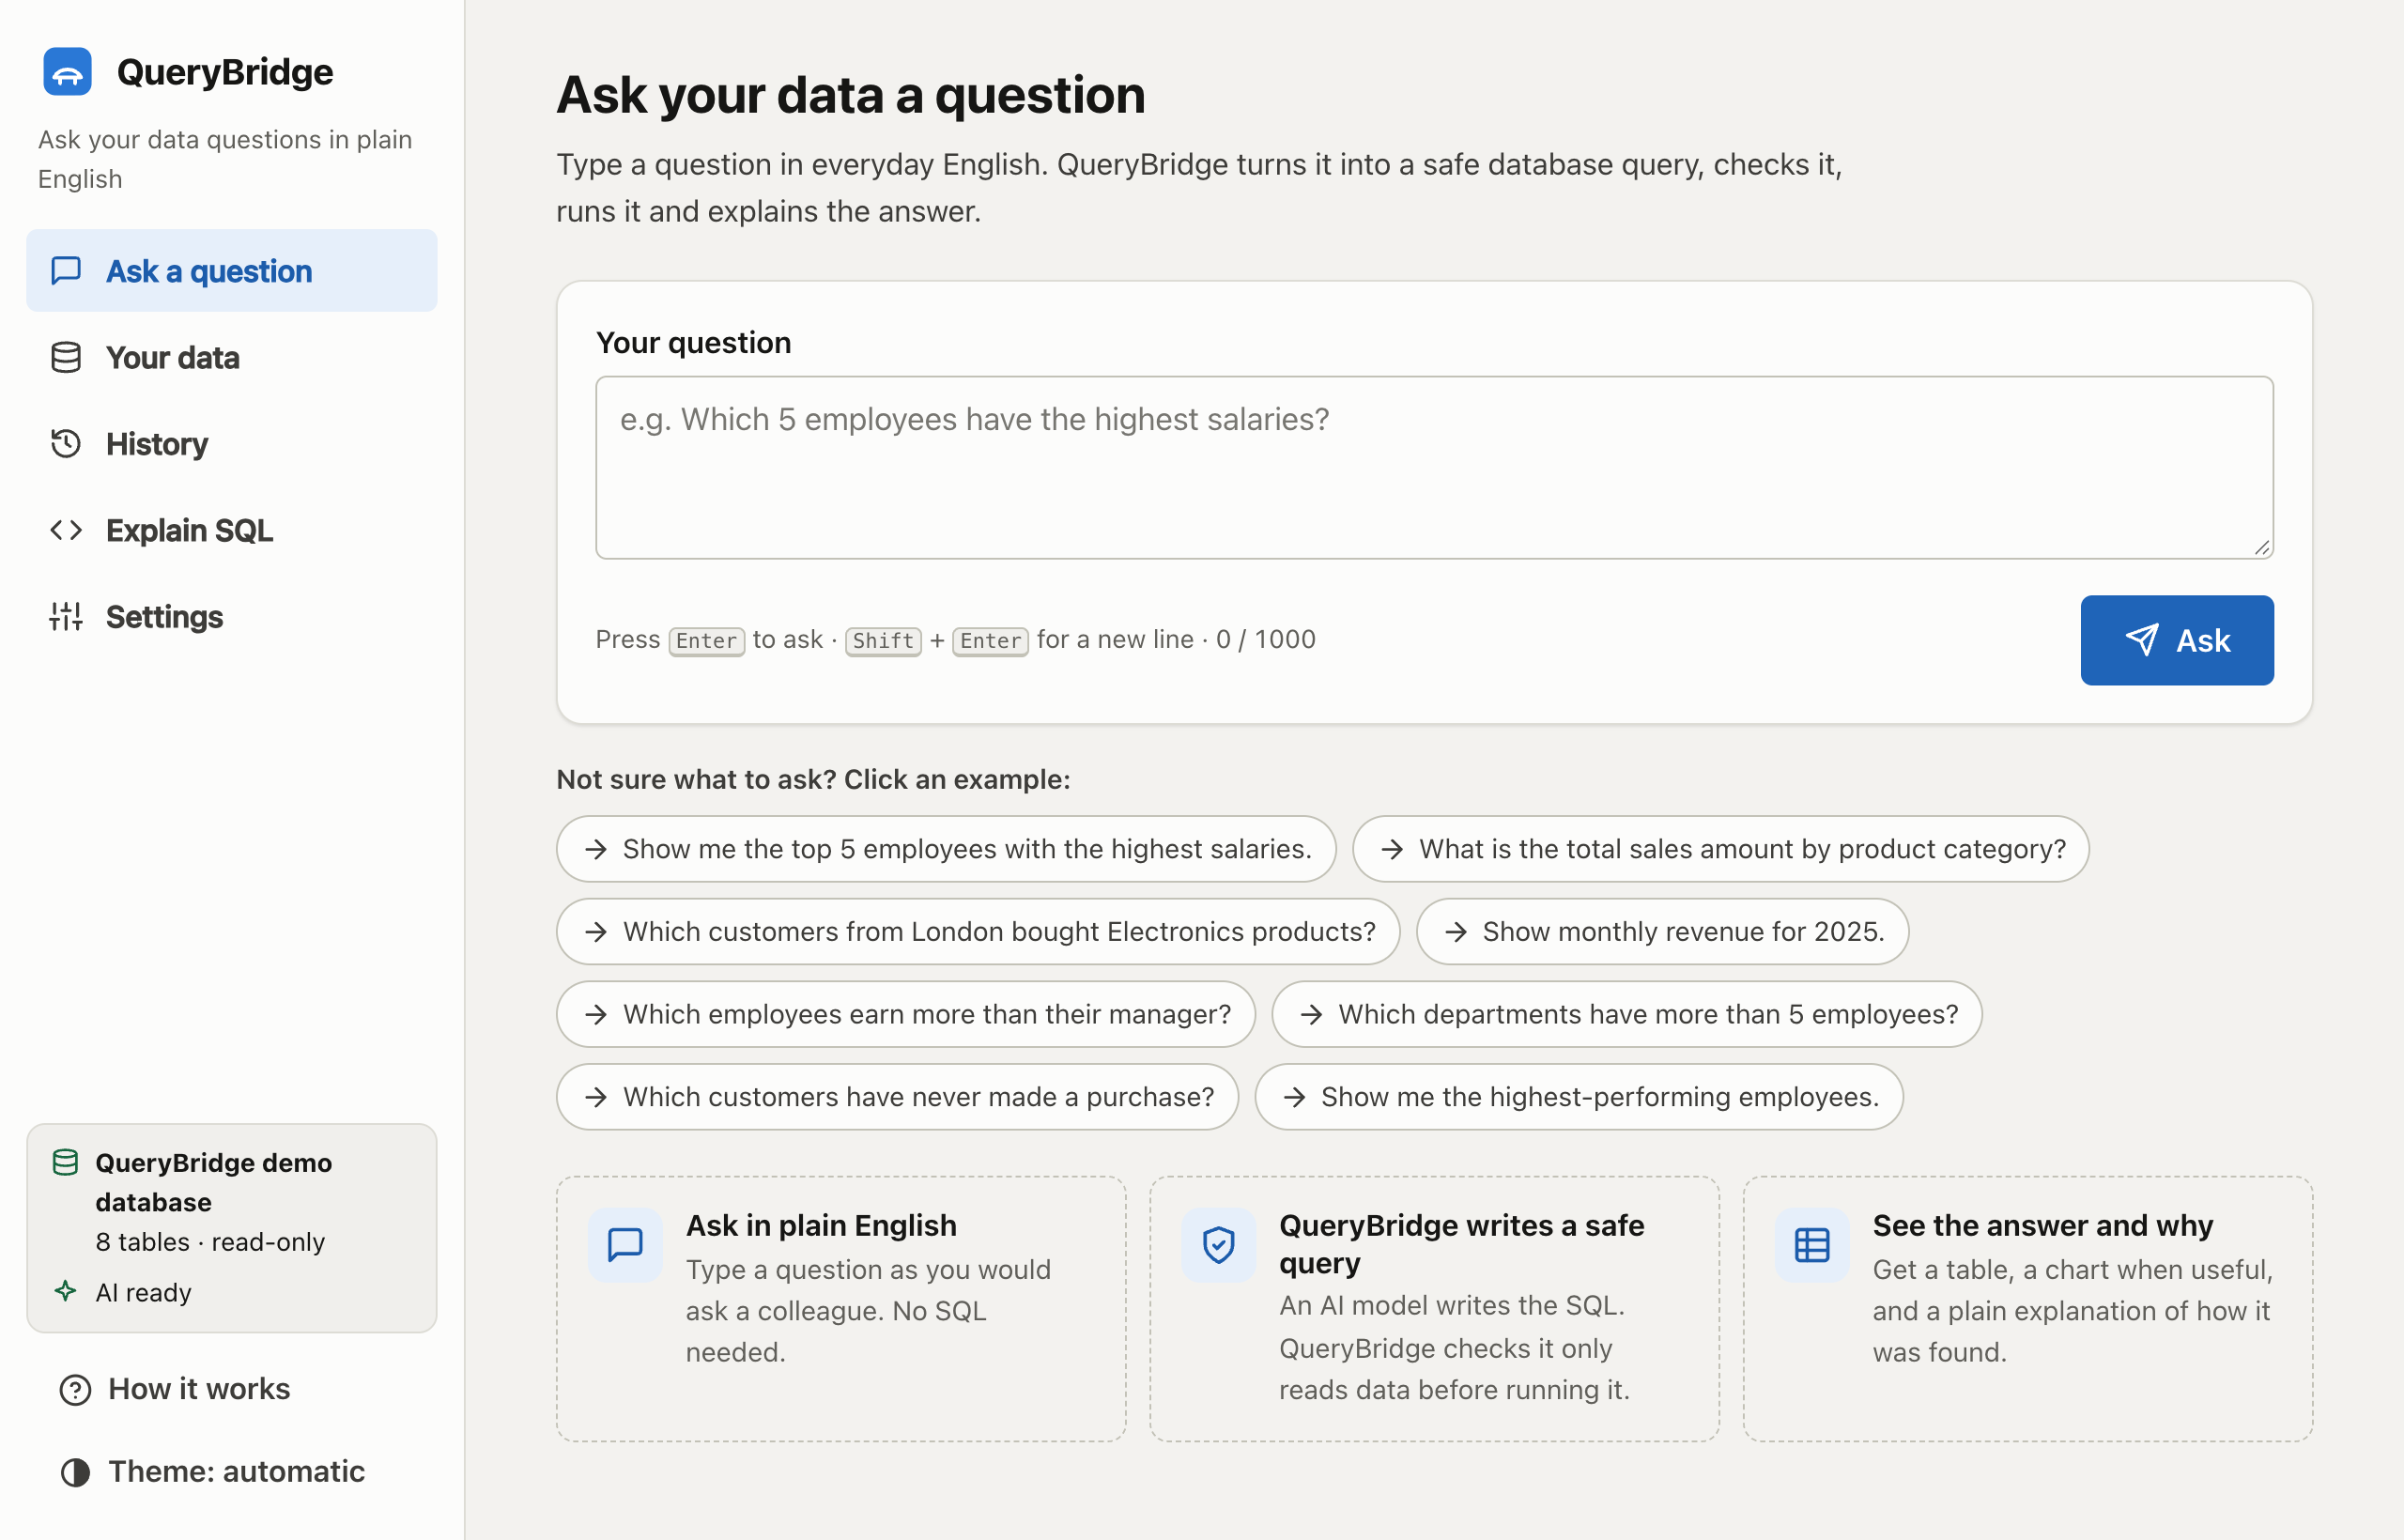 QueryBridge
Ask your data questions in plain
English
Ask a question
Your data
History
Explain SQL
Settings
QueryBridge demo
database
8 tables · read-only
AI ready
How it works
Theme: automatic
Ask your data a question
Type a question in everyday English. QueryBridge turns it into a safe database query, checks it,
runs it and explains the answer.
Your question
e.g. Which 5 employees have the highest salaries?
Press Enter to ask · Shift + Enter for a new line · 0 / 1000
Ask
Not sure what to ask? Click an example:
Show me the top 5 employees with the highest salaries.
What is the total sales amount by product category?
Which customers from London bought Electronics products?
Show monthly revenue for 2025.
Which employees earn more than their manager?
Which departments have more than 5 employees?
Which customers have never made a purchase?
Show me the highest-performing employees.
Ask in plain English
Type a question as you would
ask a colleague. No SQL
needed.
QueryBridge writes a safe
query
An AI model writes the SQL.
QueryBridge checks it only
reads data before running it.
See the answer and why
Get a table, a chart when useful,
and a plain explanation of how it
was found.